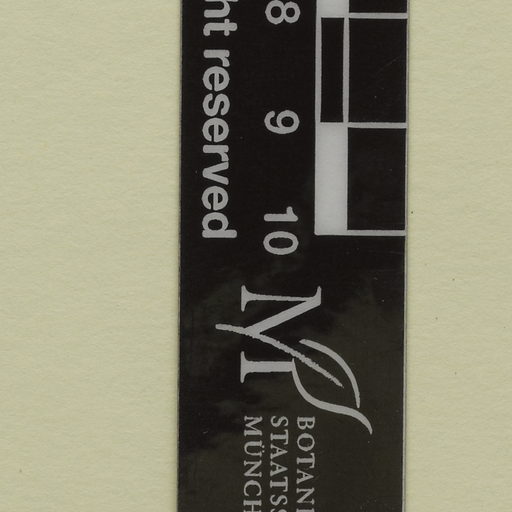 ht reserved
8 9 10
M
BOTANI
STAATSS
MÜNCH